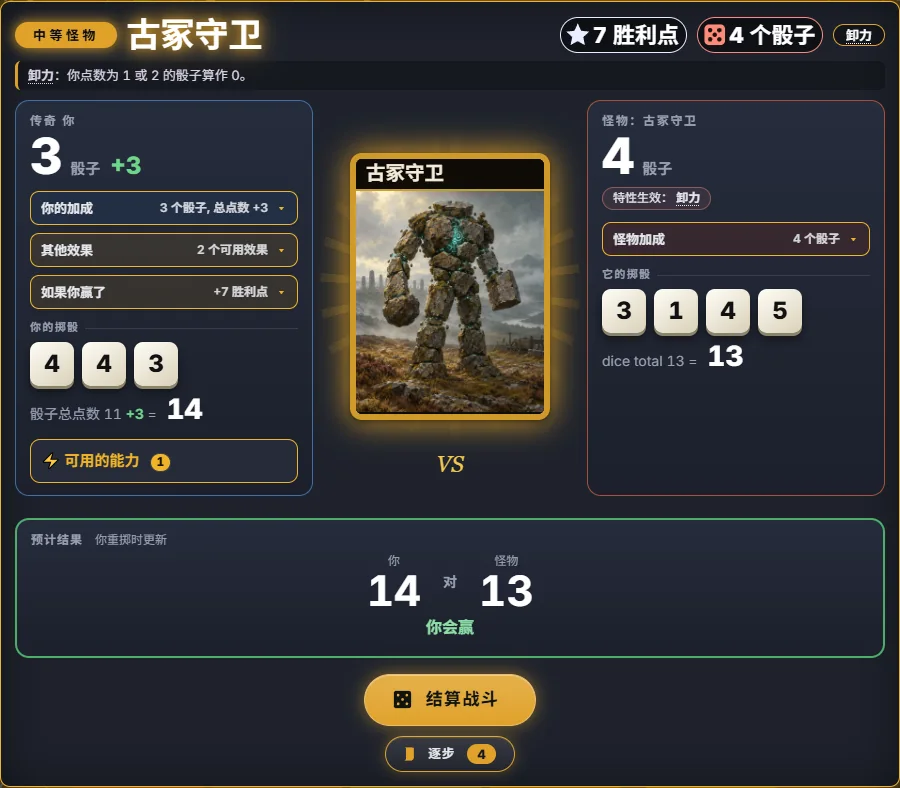 中等怪物 古冢守卫 7 胜利点 4 个骰子 卸力
卸力：你点数为 1 或 2 的骰子算作 0。
传奇 你
3 骰子 +3
你的加成 3 个骰子, 总点数 +3
其他效果 2 个可用效果
如果你赢了 +7 胜利点
你的掷骰
4 4 3
骰子总点数 11 +3 = 14
可用的能力 1
古冢守卫
VS
怪物：古冢守卫
4 骰子
特性生效： 卸力
怪物加成 4 个骰子
它的掷骰
3 1 4 5
dice total 13 = 13
预计结果 你重掷时更新
你 怪物
14 对 13
你会赢
结算战斗
逐步 4